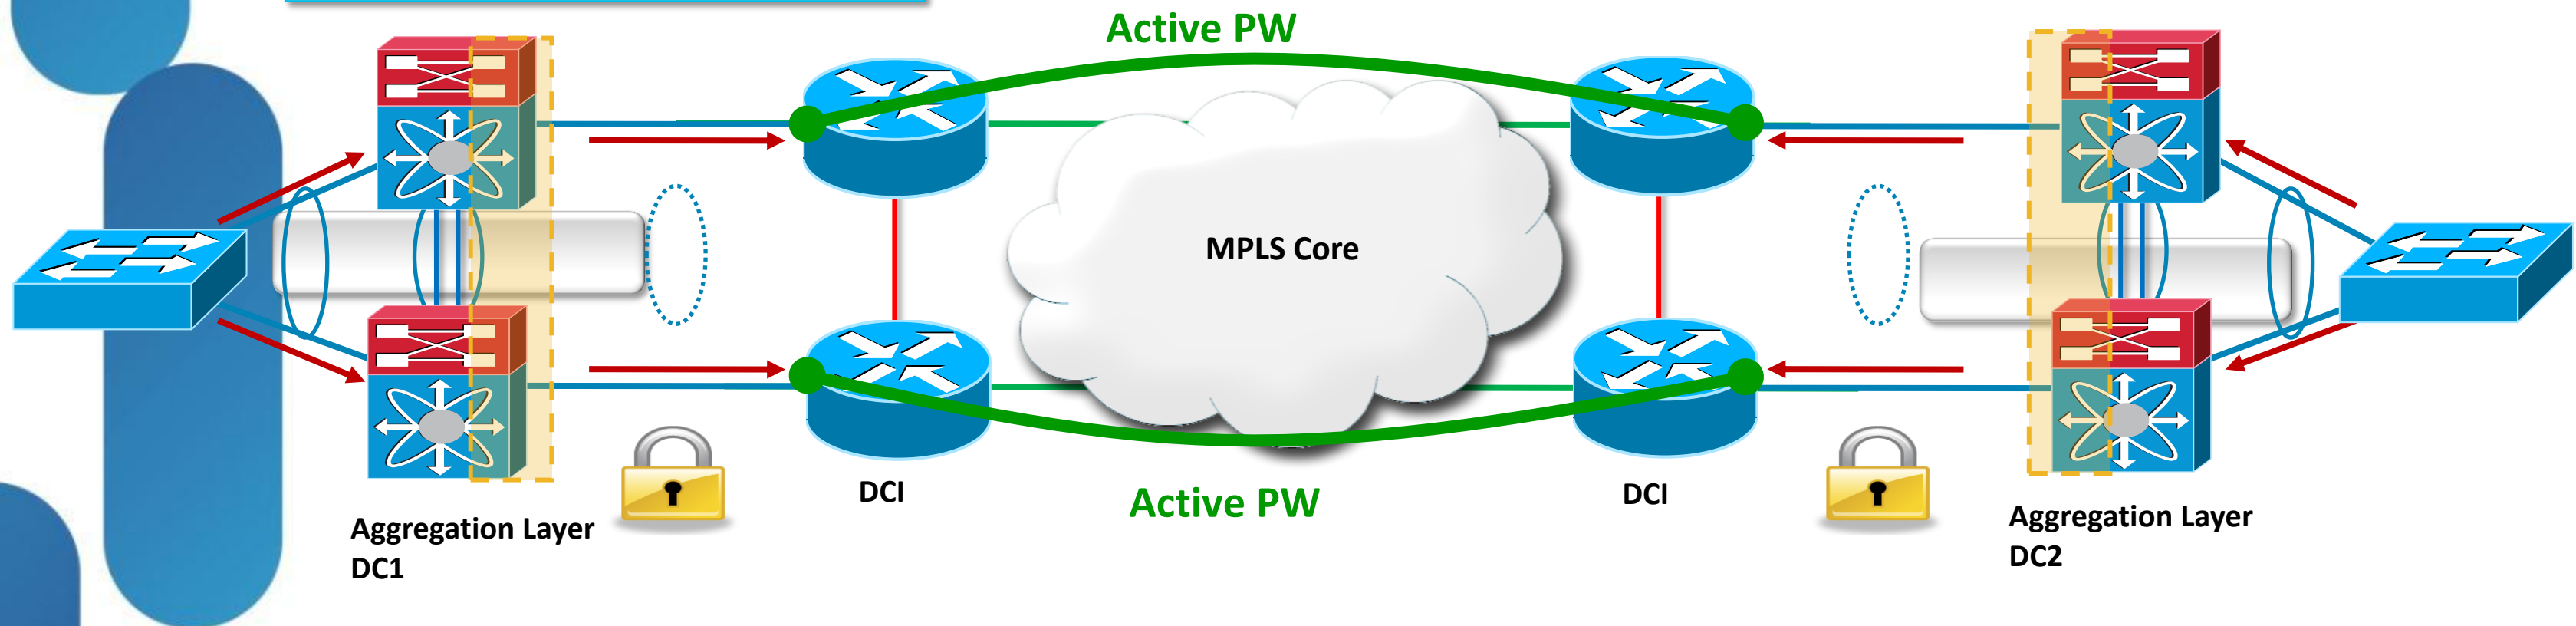 Active PW
MPLS Core
DCI
DCI
Active PW
Aggregation Layer
DC1
Aggregation Layer
DC2